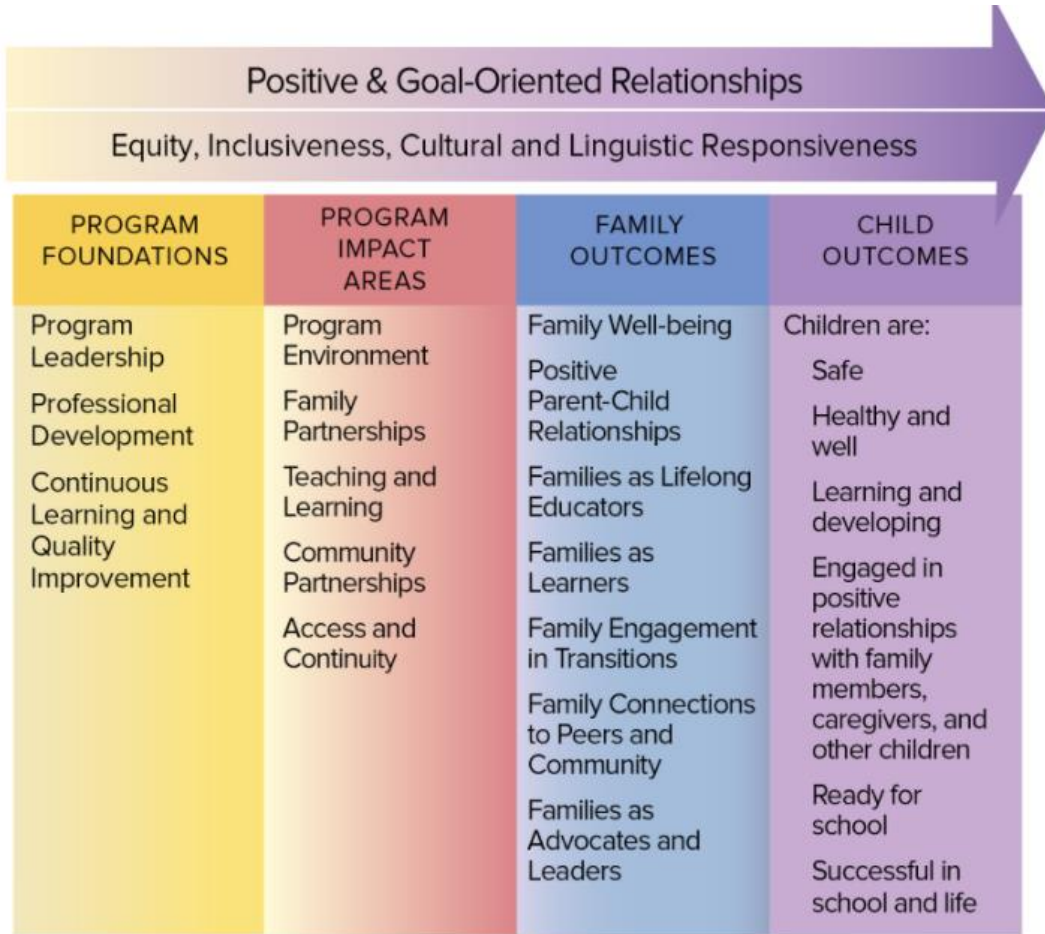 Positive & Goal-Oriented Relationships
Equity, Inclusiveness, Cultural and Linguistic Responsiveness
PROGRAM
FOUNDATIONS
Program
Leadership
Professional
Development
Continuous
Learning and
Quality
Improvement
PROGRAM
IMPACT
AREAS
Program
Environment
Family
Partnerships
Teaching and
Learning
Community
Partnerships
Access and
Continuity
FAMILY
OUTCOMES
Family Well-being
Positive
Parent-Child
Relationships
Families as Lifelong
Educators
Families as
Learners
Family Engagement
in Transitions
Family Connections
to Peers and
Community
Families as
Advocates and
Leaders
CHILD
OUTCOMES
Children are:
Safe
Healthy and
well
Learning and
developing
Engaged in
positive
relationships
with family
members,
caregivers, and
other children
Ready for
school
Successful in
school and life